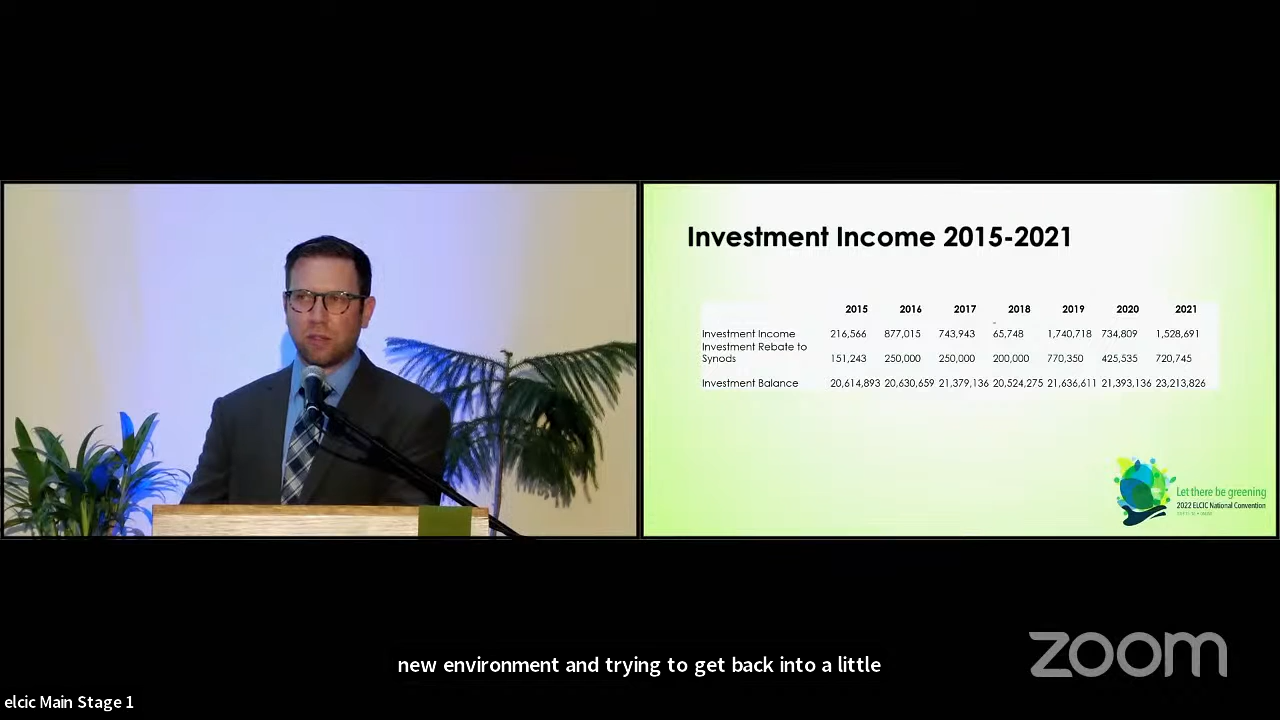 Investment Income 2015-2021
2015 2016 2017 2018 2019 2020 2021
Investment Income 216,566 877,015 743,943 -65,748 1,740,718 734,809 1,528,691
Investment Rebate to
Synods 151,243 250,000 250,000 200,000 770,350 425,535 720,745
Investment Balance 20,614,893 20,630,659 21,379,136 20,524,275 21,636,611 21,393,136 23,213,826
Let there be greening
2022 ELCIC National Convention
new environment and trying to get back into a little
zoom
elcic Main Stage 1